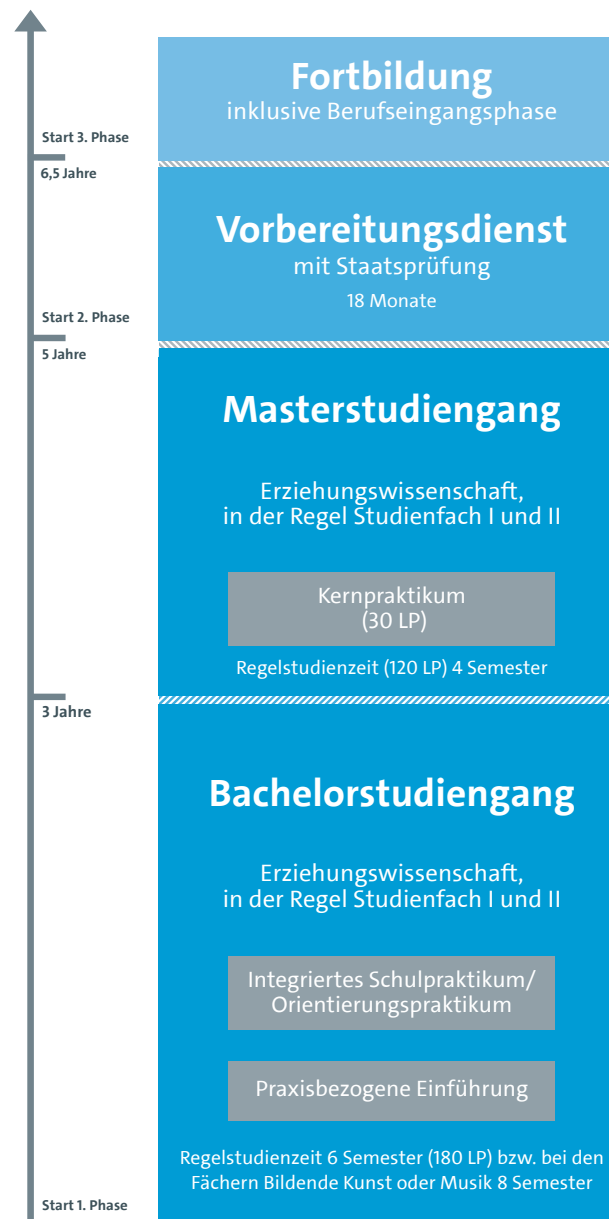 Fortbildung
inklusive Berufseingangsphase
Start 3. Phase
6,5 Jahre
Vorbereitungsdienst
mit Staatsprüfung
18 Monate
Start 2. Phase
5 Jahre
Masterstudiengang
Erziehungswissenschaft,
in der Regel Studienfach I und II
Kernpraktikum
(30 LP)
Regelstudienzeit (120 LP) 4 Semester
3 Jahre
Bachelorstudiengang
Erziehungswissenschaft,
in der Regel Studienfach I und II
Integriertes Schulpraktikum/
Orientierungspraktikum
Praxisbezogene Einführung
Regelstudienzeit 6 Semester (180 LP) bzw. bei den
Fächern Bildende Kunst oder Musik 8 Semester
Start 1. Phase